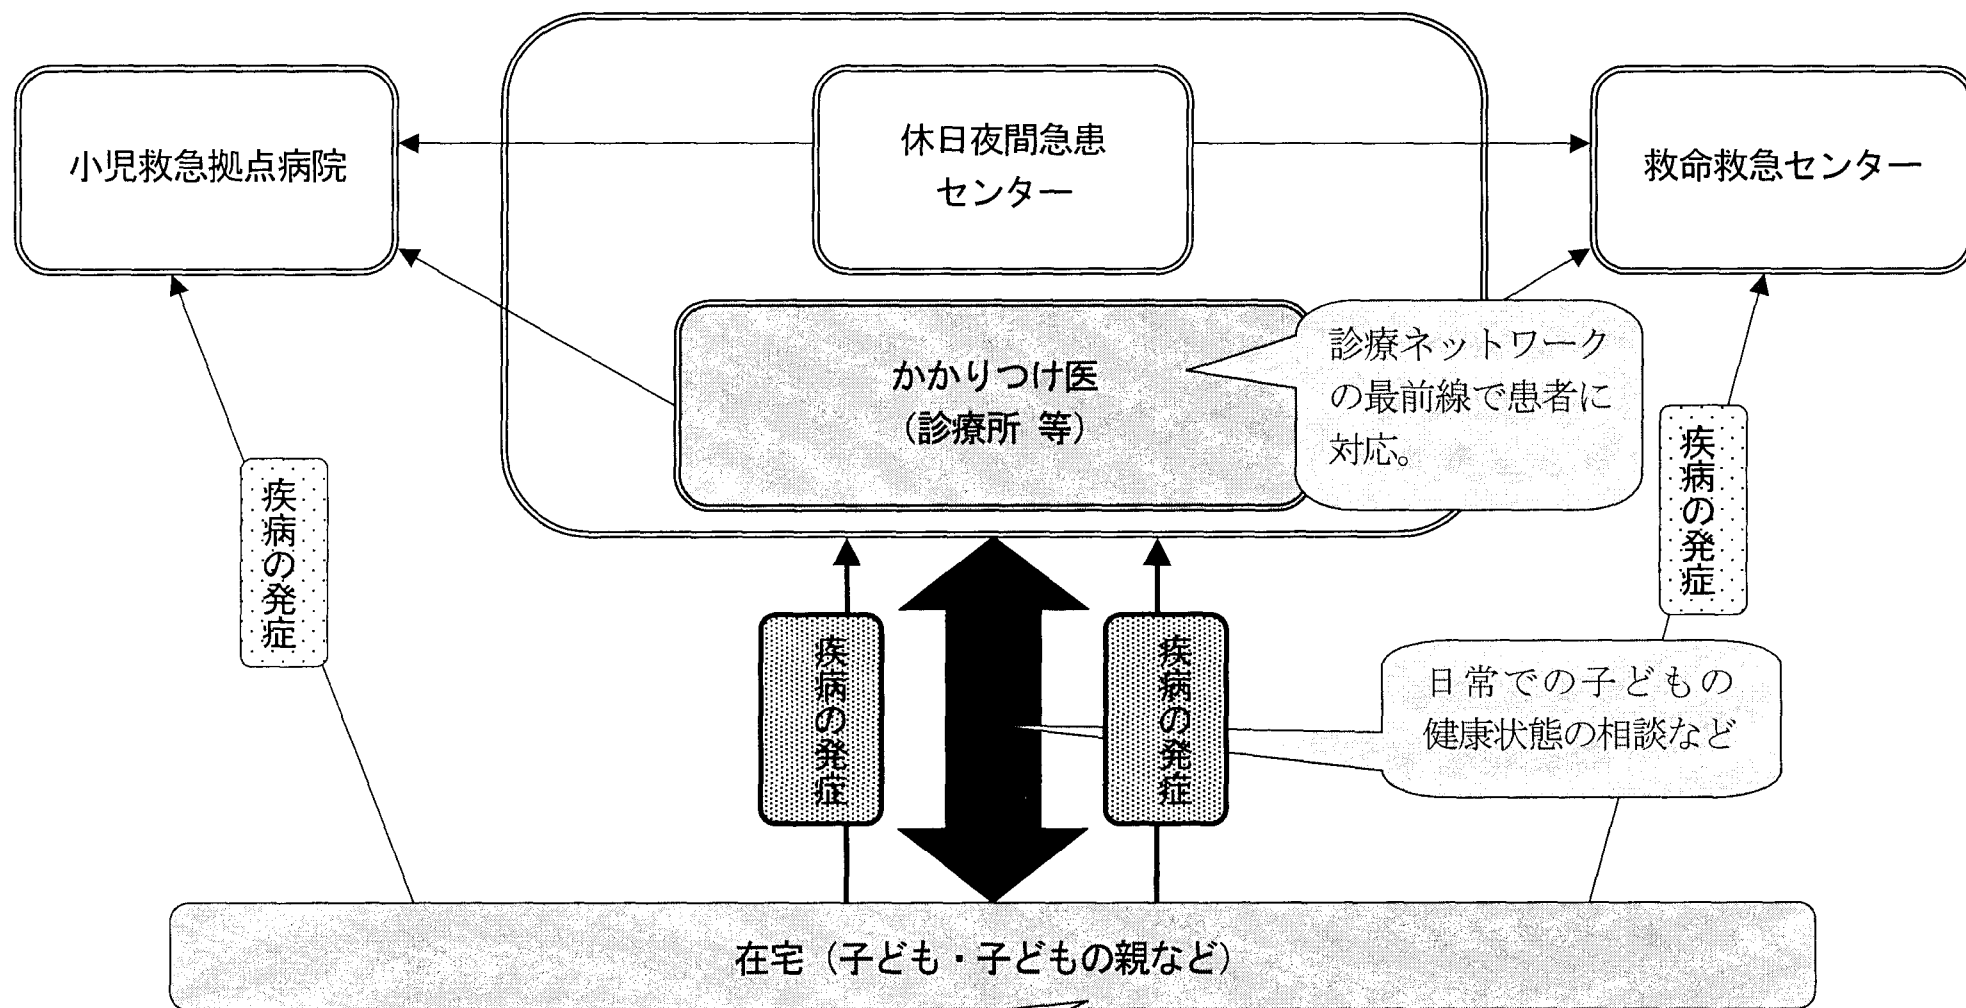 小児救急拠点病院
休日夜間急患
センター
救命救急センター
かかりつけ医
（診療所 等）
診療ネットワーク
の最前線で患者に
対応。
疾病の発症
疾病の発症
疾病の発症
疾病の発症
日常での子どもの
健康状態の相談など
在宅（子ども・子どもの親など）